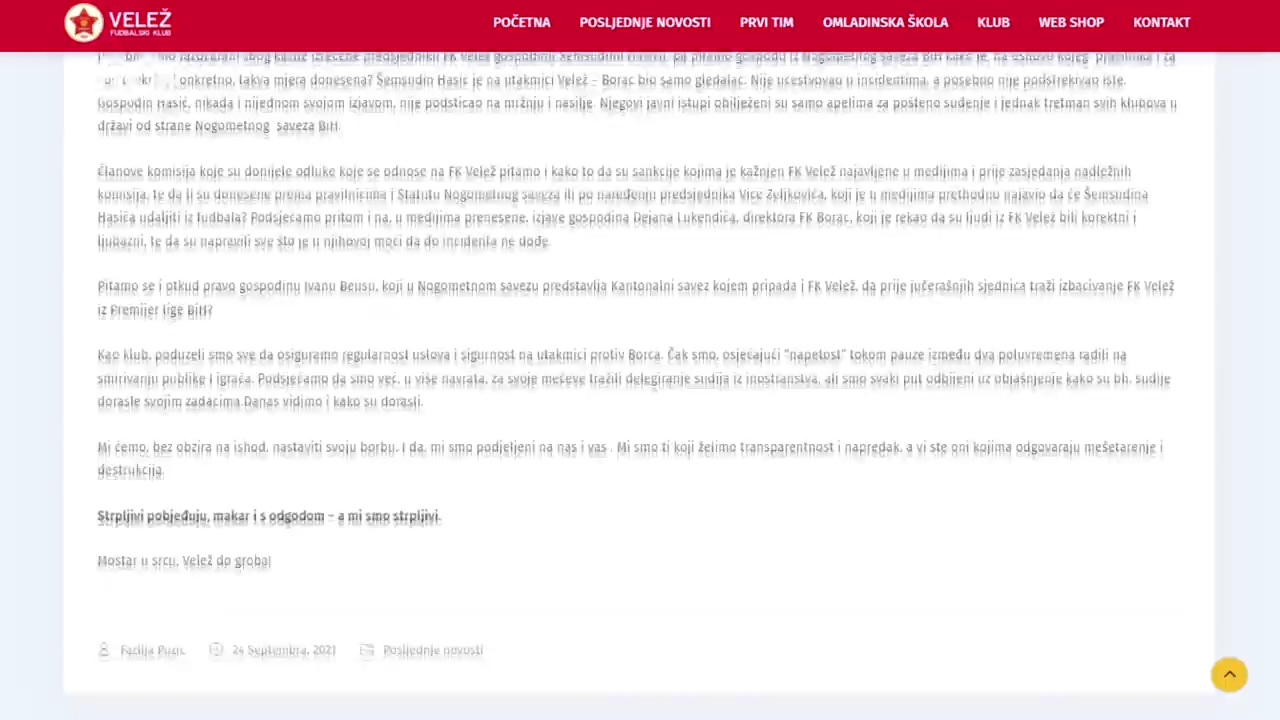 VELEŽ
FUDBALSKI KLUB
POČETNA POSLJEDNJE NOVOSTI PRVI TIM OMLADINSKA ŠKOLA KLUB WEB SHOP KONTAKT
konkretno, takva mjera donesena? Šemsudin Hasić je na utakmici Velež – Borac bio samo gledalac. Nije učestvovao u incidentima, a posebno nije podstrekivao iste.
Gospodin Hasić, nikada i nijednom svojom izjavom, nije podsticao na mržnju i nasilje. Njegovi javni istupi obilježeni su samo apelima za pošteno suđenje i jednak tretman svih klubova u
državi od strane Nogometnog saveza BiH.
Članove komisija koje su donijele odluke koje se odnose na FK Velež pitamo i kako to da su sankcije kojima je kažnjen FK Velež najavljene u medijima i prije zasjedanja nadležnih
komisija, te da li su donesene prema pravilnicima i Statutu Nogometnog saveza ili po naređenju predsjednika Vice Zeljkovića, koji je u medijima prethodno najavio da će Šemsudina
Hasića udaljiti iz fudbala? Podsjećamo pritom i na, u medijima prenesene, izjave gospodina Dejana Lukendića, direktora FK Borac, koji je rekao da su ljudi iz FK Velež bili korektni i
ljubazni, te da su napravili sve što je u njihovoj moći da do incidenta ne dođe.
Pitamo se i otkud pravo gospodinu Ivanu Beusu, koji u Nogometnom savezu predstavlja Kantonalni savez kojem pripada i FK Velež, da prije jučerašnjih sjednica traži izbacivanje FK Velež
iz Premijer lige BiH?
Kao klub, poduzeli smo sve da osiguramo regularnost uslova i sigurnost na utakmici protiv Borca. Čak smo, osjećajući "napetost" tokom pauze između dva poluvremena radili na
smirivanju publike i igrača. Podsjećamo da smo već, u više navrata, za svoje mečeve tražili delegiranje sudija iz inostranstva, ali smo svaki put odbijeni uz objašnjenje kako su bh. sudije
dorasle svojim zadacima.Danas vidimo i kako su dorasli.
Mi ćemo, bez obzira na ishod, nastaviti svoju borbu. I da, mi smo podjeljeni na nas i vas . Mi smo ti koji želimo transparentnost i napredak, a vi ste oni kojima odgovaraju mešetarenje i
destrukcija.
Strpljivi pobjeđuju, makar i s odgodom – a mi smo strpljivi.
Mostar u srcu, Velež do groba!
Fadila Puzić 24 Septembra, 2021 Posljednje novosti